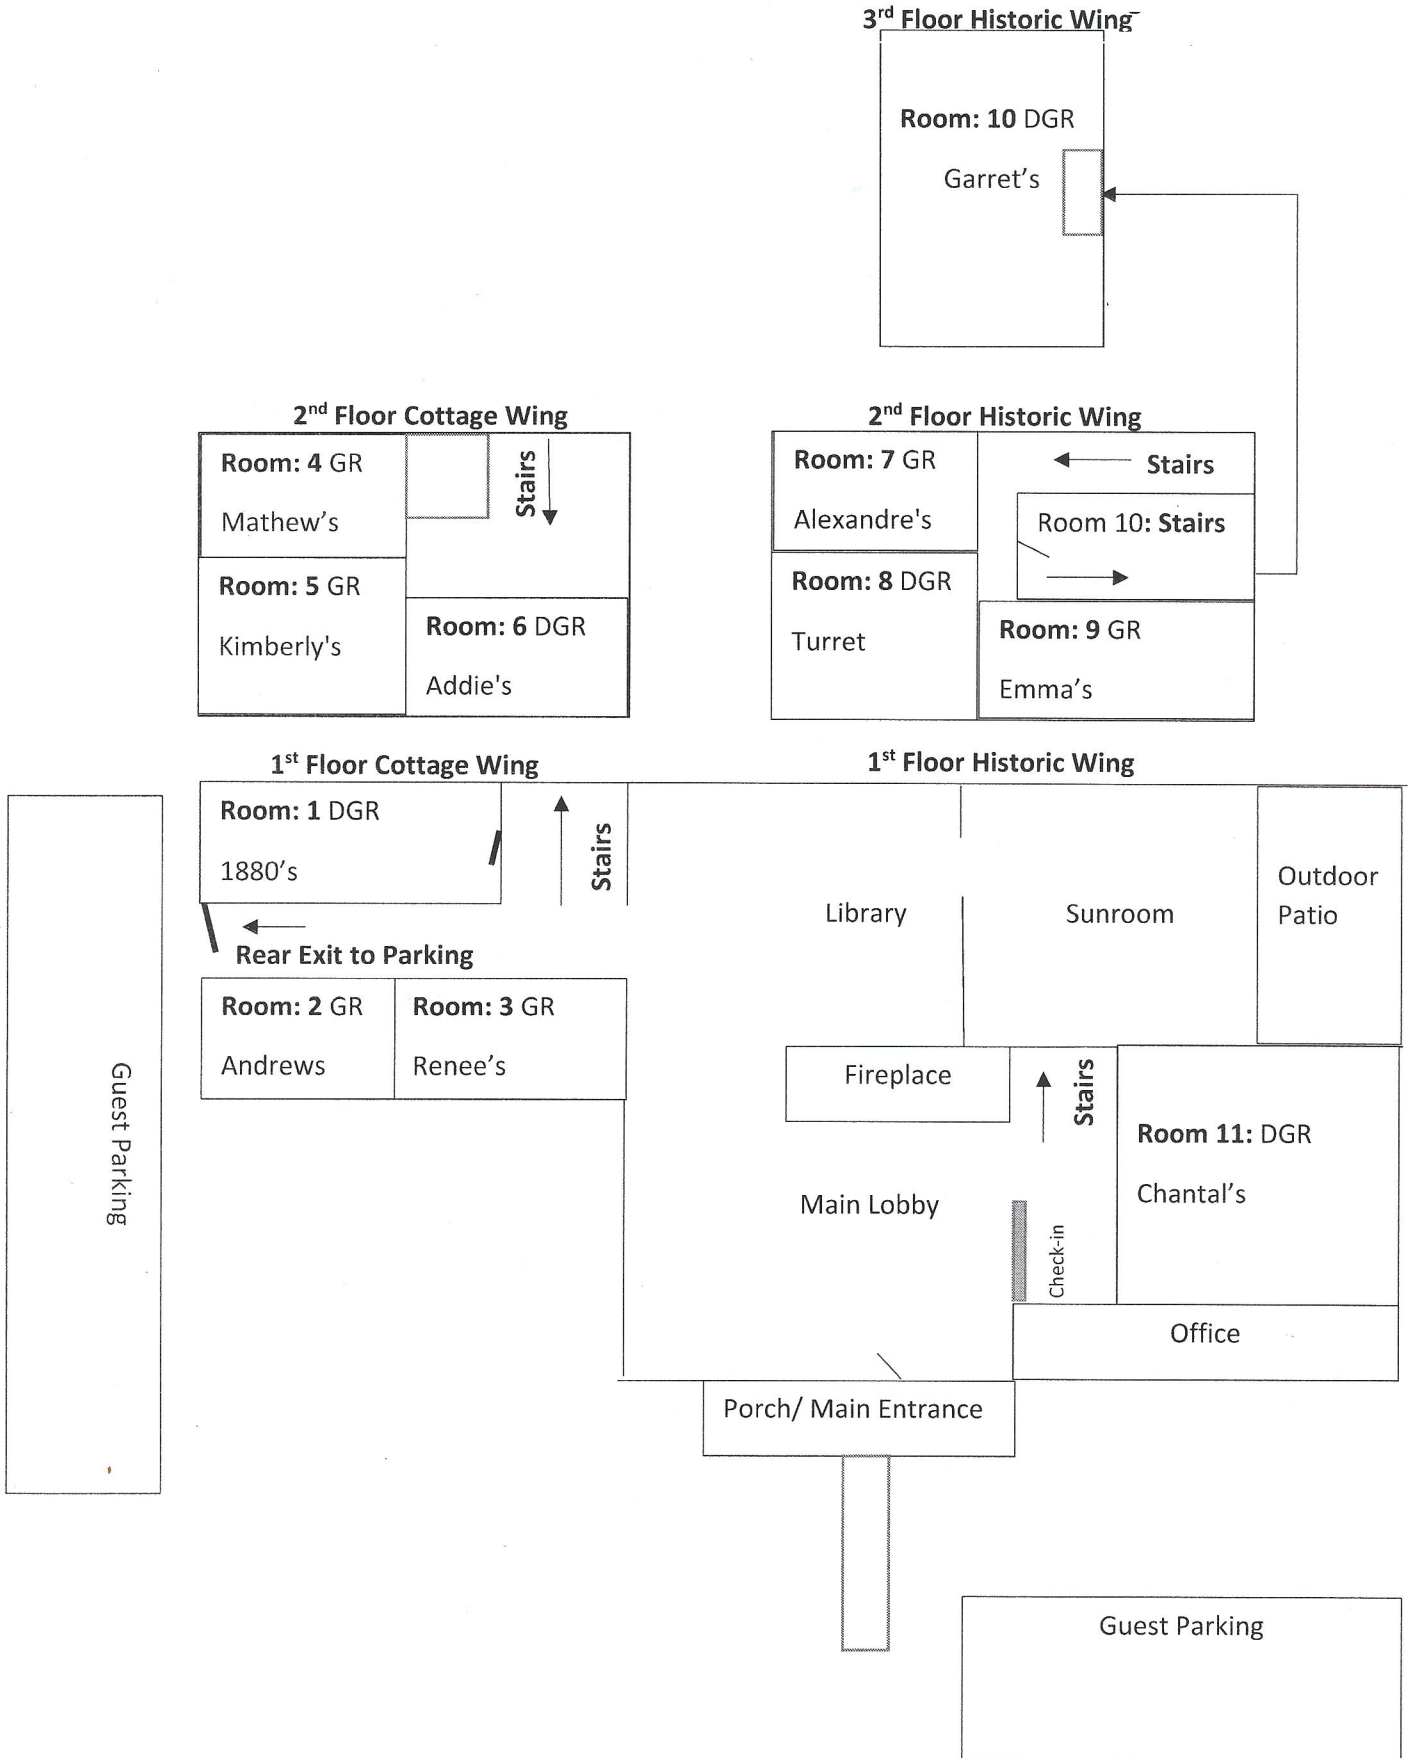 3rd Floor Historic Wing
Room: 10 DGR
Garret’s
2nd Floor Cottage Wing
Room: 4 GR
Mathew’s
Stairs
Room: 5 GR
Kimberly's
Room: 6 DGR
Addie's
2nd Floor Historic Wing
Room: 7 GR
Alexandre's
Stairs
Room 10: Stairs
Room: 8 DGR
Turret
Room: 9 GR
Emma’s
1st Floor Cottage Wing
Room: 1 DGR
1880’s
Stairs
Rear Exit to Parking
Room: 2 GR
Andrews
Room: 3 GR
Renee’s
Guest Parking
1st Floor Historic Wing
Library
Sunroom
Outdoor
Patio
Fireplace
Stairs
Room 11: DGR
Chantal’s
Main Lobby
Check-in
Office
Porch/ Main Entrance
Guest Parking